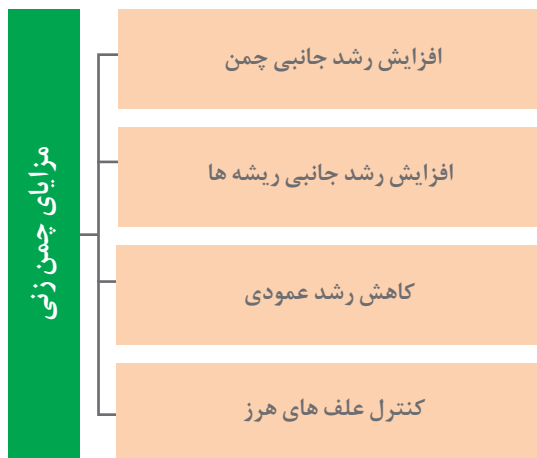 مزایای چمن زنی
افزایش رشد جانبی چمن
افزایش رشد جانبی ریشه ها
کاهش رشد عمودی
کنترل علف های هرز